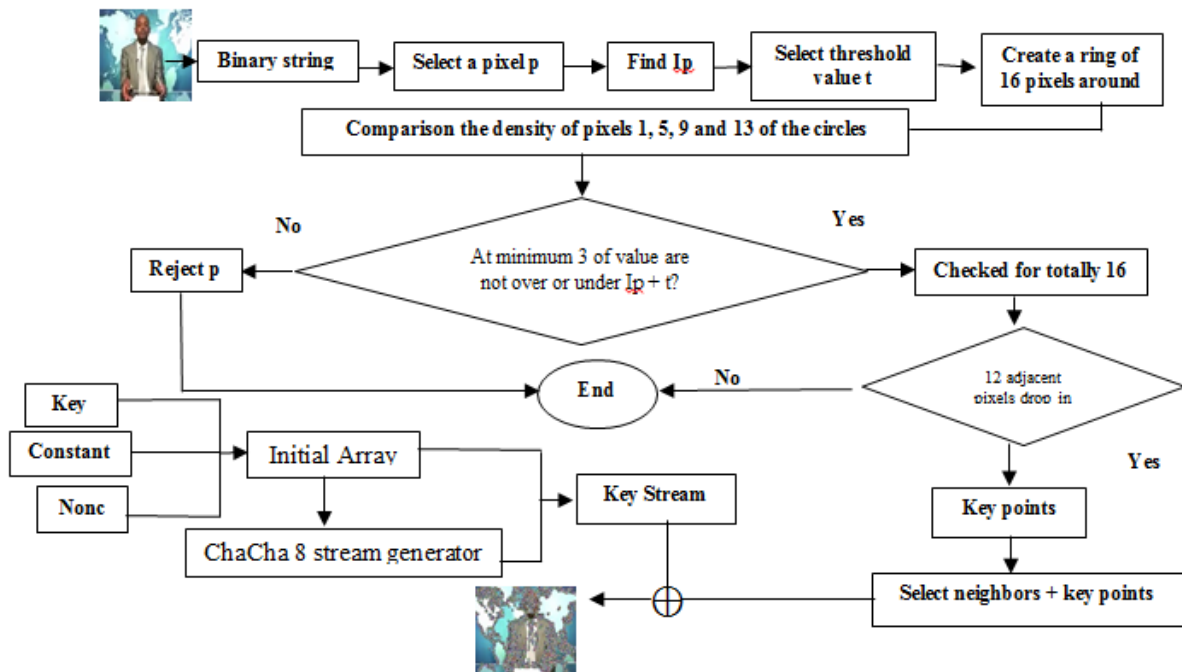 Binary string
Select a pixel p
Find Ip
Select threshold
value t
Create a ring of
16 pixels around
Comparison the density of pixels 1, 5, 9 and 13 of the circles
No
Yes
At minimum 3 of value are
not over or under Ip + t?
Reject p
Checked for totally 16
End
No
12 adjacent
pixels drop in
Yes
Key
Constant
Nonc
Initial Array
ChaCha 8 stream generator
Key Stream
Key points
Select neighbors + key points